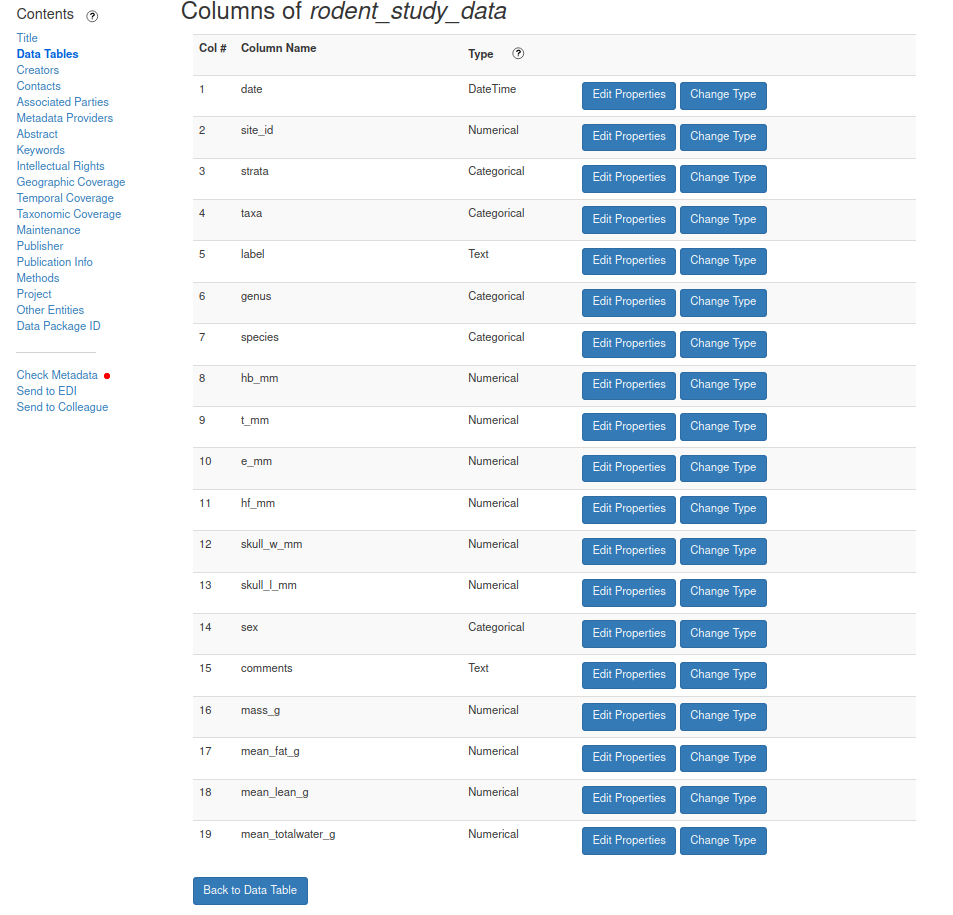 Contents ?
Title
Data Tables
Creators
Contacts
Associated Parties
Metadata Providers
Abstract
Keywords
Intellectual Rights
Geographic Coverage
Temporal Coverage
Taxonomic Coverage
Maintenance
Publisher
Publication Info
Methods
Project
Other Entities
Data Package ID
Check Metadata
Send to EDI
Send to Colleague
Columns of rodent_study_data
Col # Column Name Type ?
1 date DateTime Edit Properties Change Type
2 site_id Numerical Edit Properties Change Type
3 strata Categorical Edit Properties Change Type
4 taxa Categorical Edit Properties Change Type
5 label Text Edit Properties Change Type
6 genus Categorical Edit Properties Change Type
7 species Categorical Edit Properties Change Type
8 hb_mm Numerical Edit Properties Change Type
9 t_mm Numerical Edit Properties Change Type
10 e_mm Numerical Edit Properties Change Type
11 hf_mm Numerical Edit Properties Change Type
12 skull_w_mm Numerical Edit Properties Change Type
13 skull_l_mm Numerical Edit Properties Change Type
14 sex Categorical Edit Properties Change Type
15 comments Text Edit Properties Change Type
16 mass_g Numerical Edit Properties Change Type
17 mean_fat_g Numerical Edit Properties Change Type
18 mean_lean_g Numerical Edit Properties Change Type
19 mean_totalwater_g Numerical Edit Properties Change Type
Back to Data Table